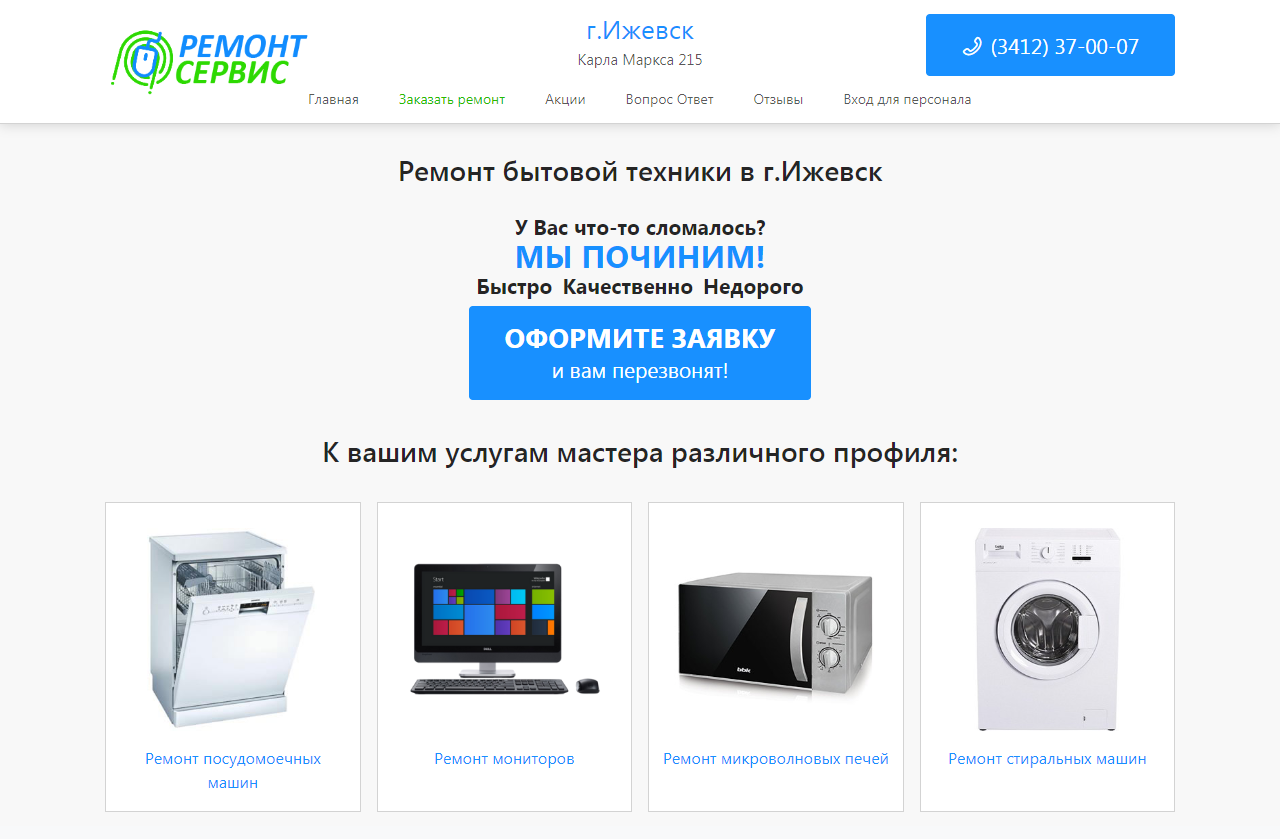 РЕМОНТ
СЕРВИС
г.Ижевск
Карла Маркса 215
(3412) 37-00-07
Главная Заказать ремонт Акции Вопрос Ответ Отзывы Вход для персонала
Ремонт бытовой техники в г.Ижевск
У Вас что-то сломалось?
МЫ ПОЧИНИМ!
Быстро Качественно Недорого
ОФОРМИТЕ ЗАЯВКУ
и вам перезвонят!
К вашим услугам мастера различного профиля:
Start
DELL
bbk
beko
Ремонт посудомоечных
машин
Ремонт мониторов
Ремонт микроволновых печей
Ремонт стиральных машин